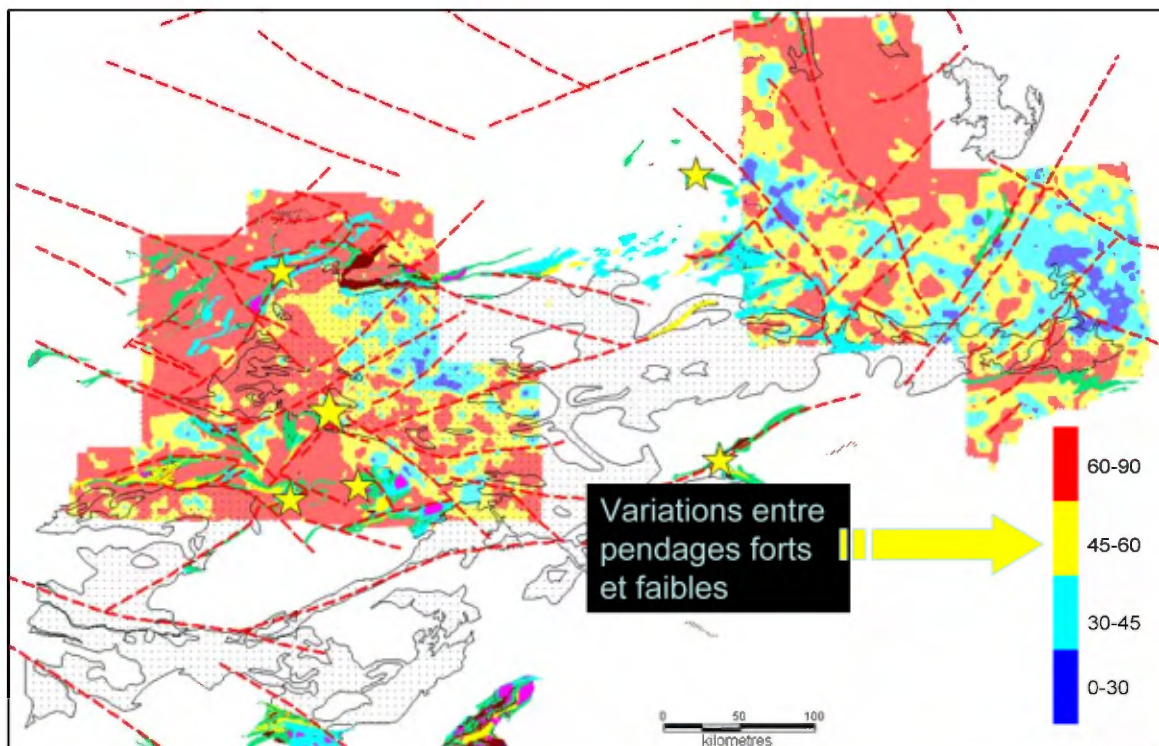 Variations entre
pendages forts
et faibles
60-90
45-60
30-45
0-30
0 50 100
kilometres